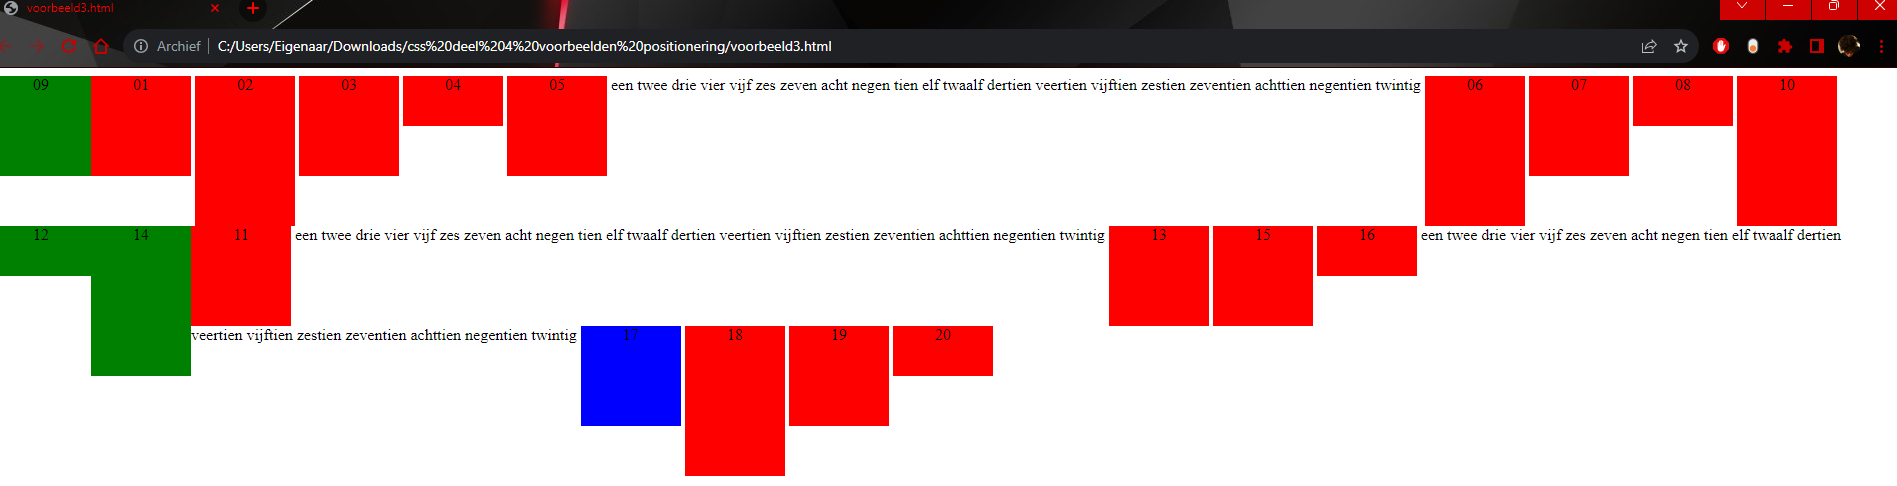 voorbeeld3.html
Archief | C:/Users/Eigenaar/Downloads/css%20deel%204%20voorbeelden%20positionering/voorbeeld3.html
09 01 02 03 04 05 een twee drie vier vijf zes zeven acht negen tien elf twaalf dertien veertien vijftien zestien zeventien achttien negentien twintig 06 07 08 10
12 14 11 een twee drie vier vijf zes zeven acht negen tien elf twaalf dertien veertien vijftien zestien zeventien achttien negentien twintig 13 15 16 een twee drie vier vijf zes zeven acht negen tien elf twaalf dertien
veertien vijftien zestien zeventien achttien negentien twintig 17 18 19 20